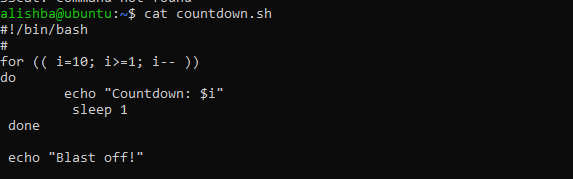 alishba@ubuntu:~$ cat countdown.sh
#!/bin/bash
#
for (( i=10; i>=1; i-- ))
do
        echo "Countdown: $i"
         sleep 1
 done

 echo "Blast off!"